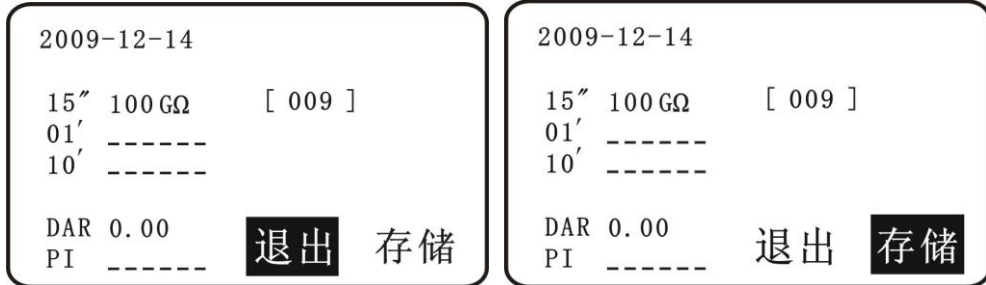 2009-12-14
15″ 100GΩ [ 009 ]
01′ ------
10′ ------
DAR 0.00
PI ------ 退出 存储
2009-12-14
15″ 100GΩ [ 009 ]
01′ ------
10′ ------
DAR 0.00
PI ------ 退出 存储